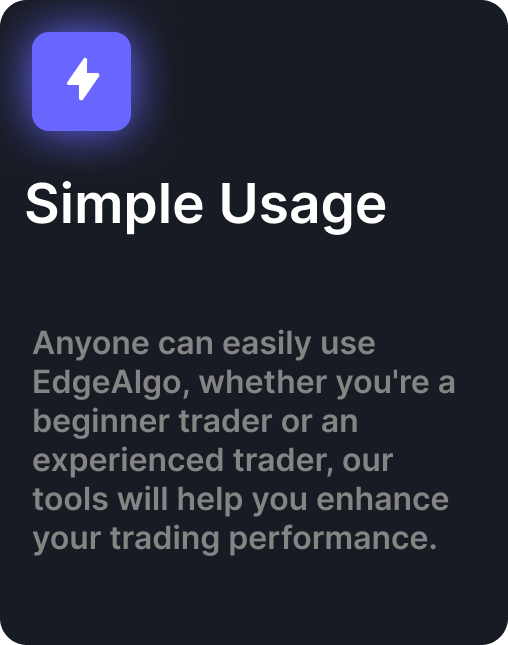 Simple Usage
Anyone can easily use
EdgeAlgo, whether you're a
beginner trader or an
experienced trader, our
tools will help you enhance
your trading performance.